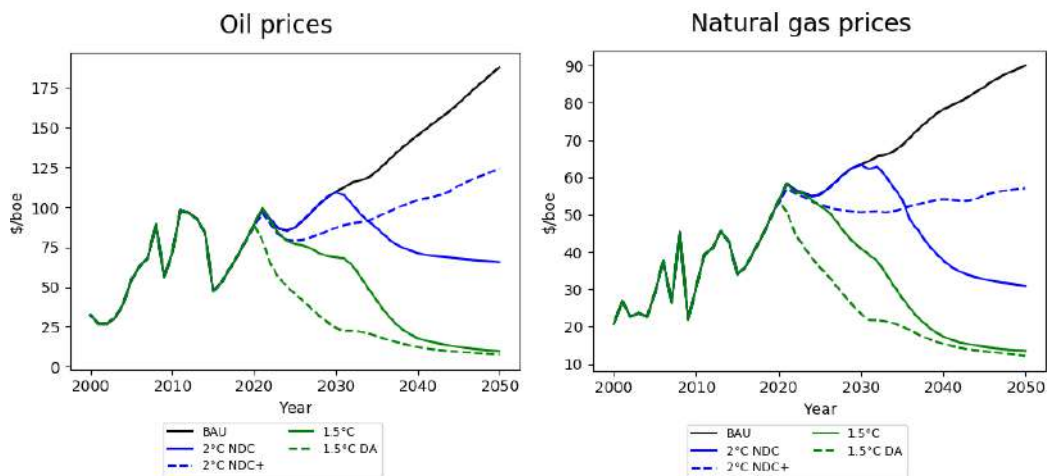 Oil prices
175
150
125
100
75
50
25
0
$/boe
2000
2010
2020
2030
2040
2050
Year
BAU
2°C NDC
2°C NDC+
1.5°C
1.5°C DA
Natural gas prices
90
80
70
60
50
40
30
20
10
$/boe
2000
2010
2020
2030
2040
2050
Year
BAU
2°C NDC
2°C NDC+
1.5°C
1.5°C DA